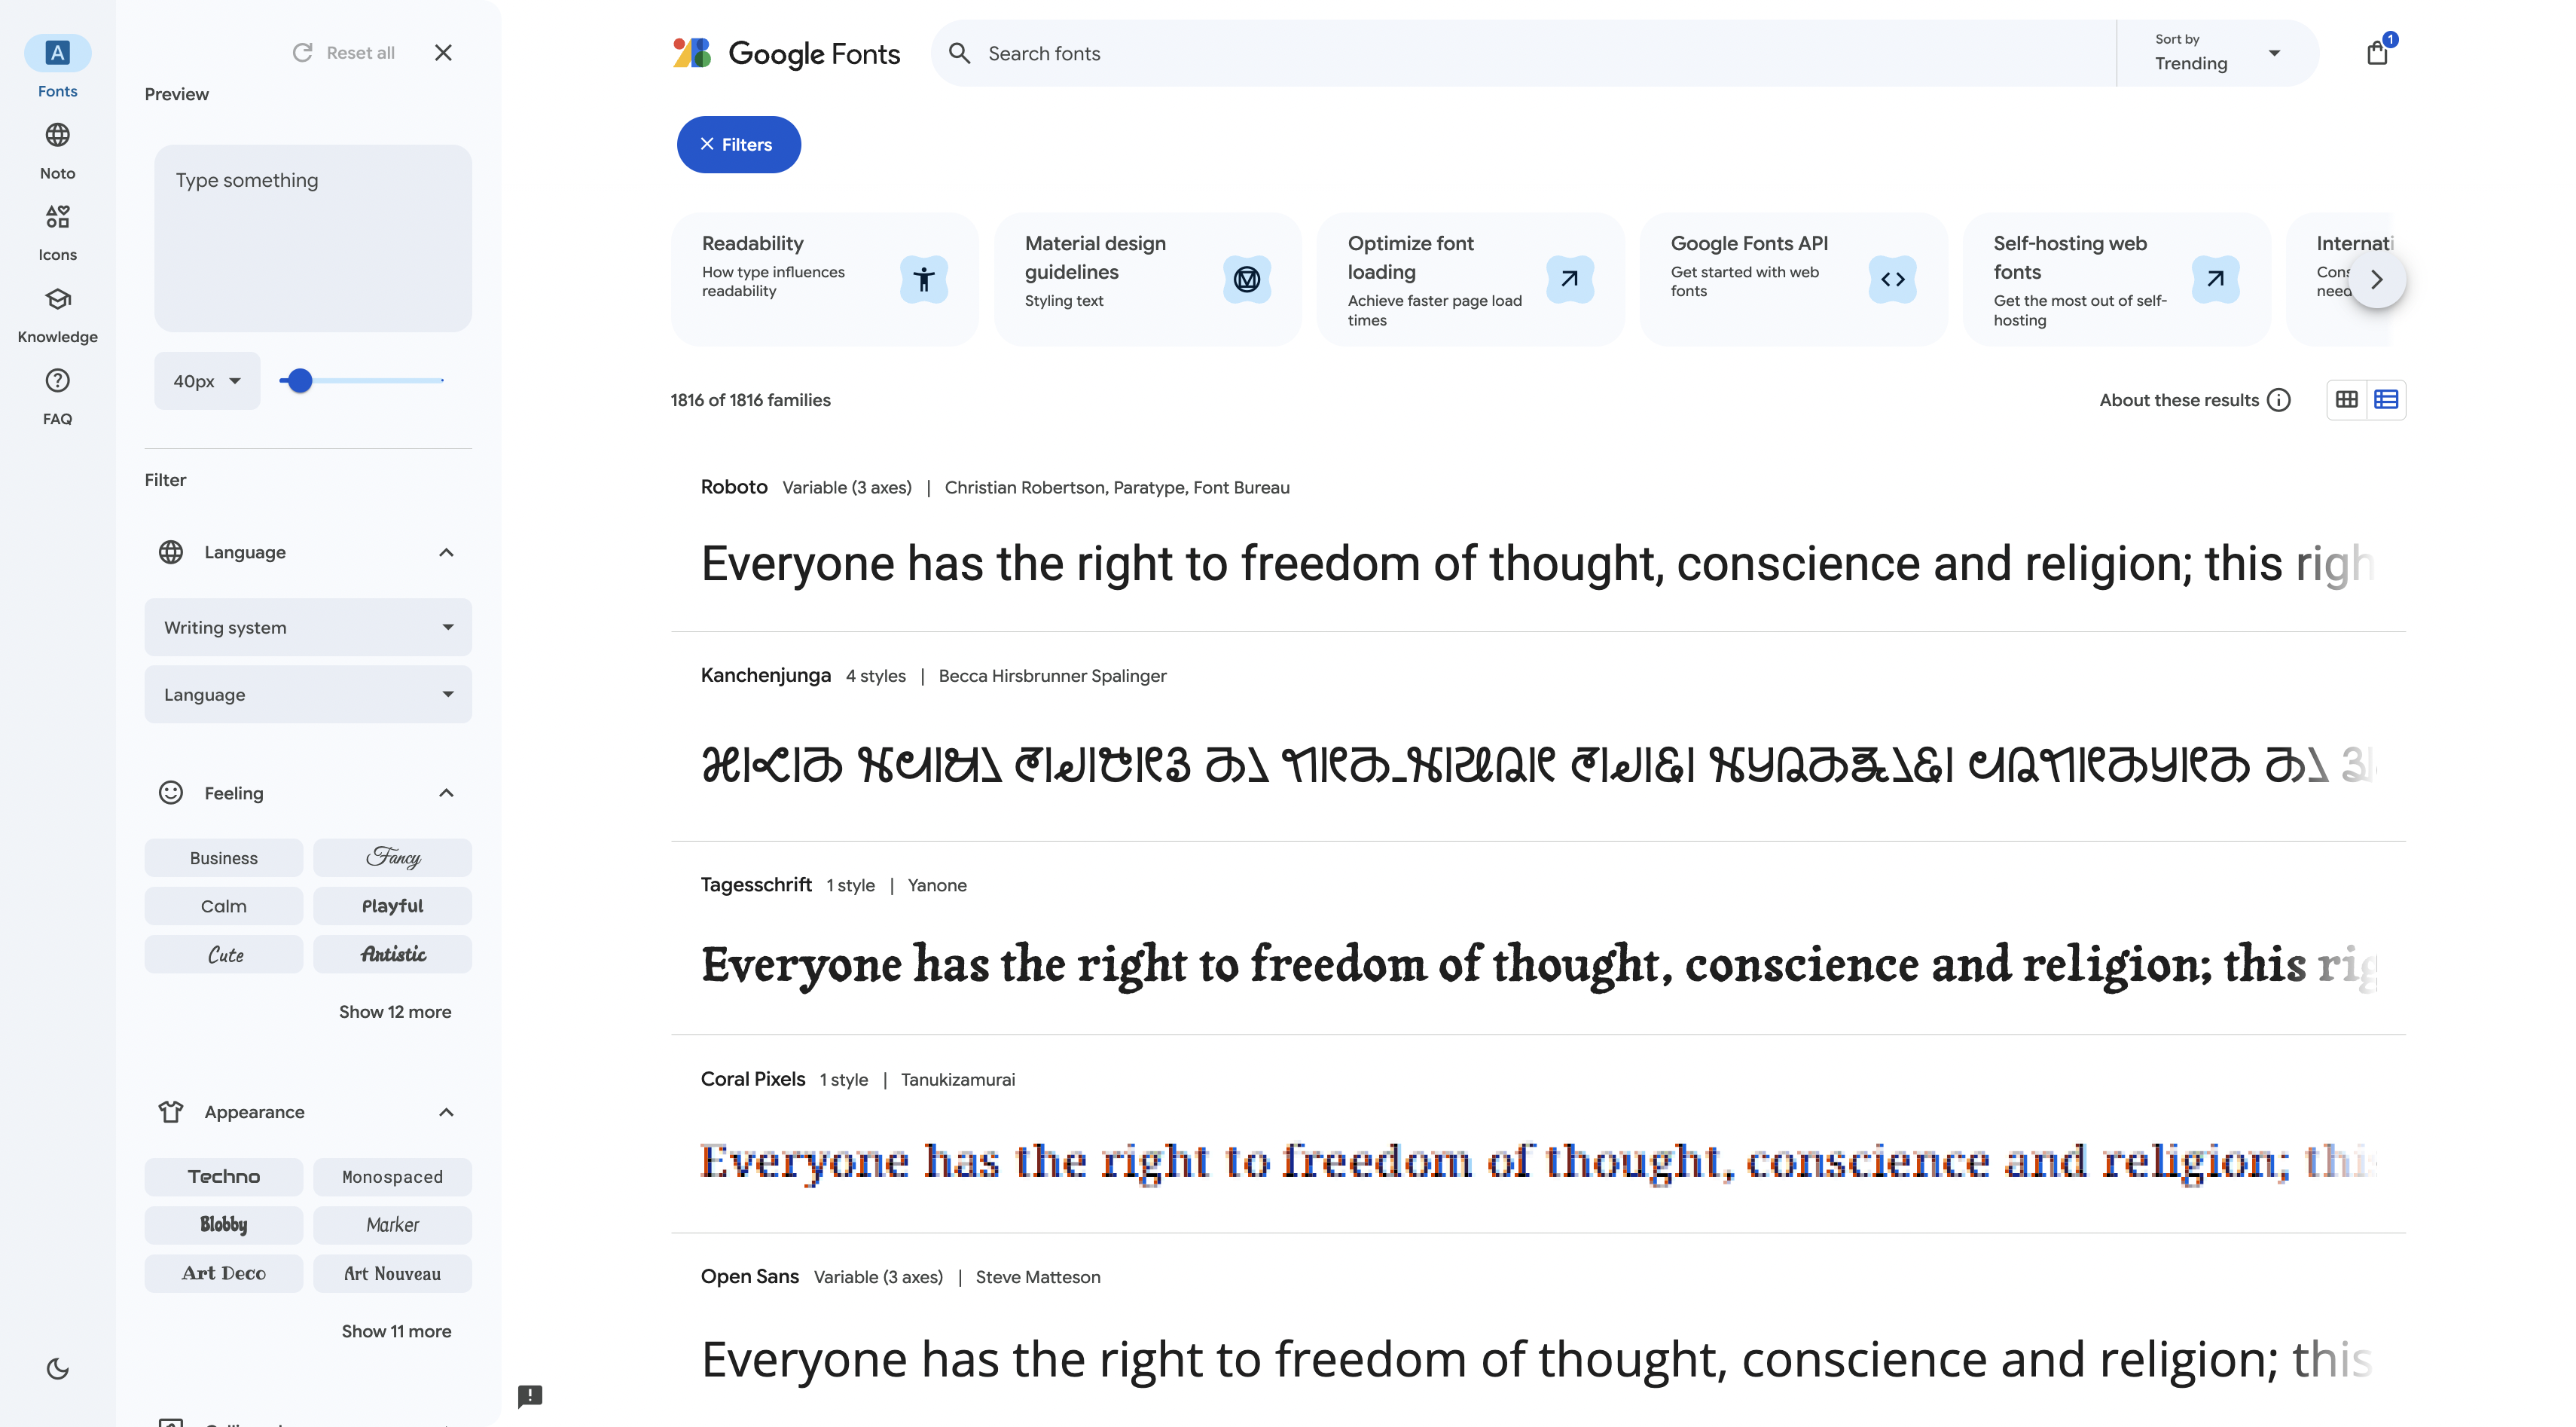 Fonts
Noto
Icons
Knowledge
FAQ
Reset all
Preview
Type something
40px
Filter
Language
Writing system
Language
Feeling
Business
Fancy
Calm
Playful
Cute
Artistic
Show 12 more
Appearance
Techno
Monospaced
Blobby
Marker
Art Deco
Art Nouveau
Show 11 more
Google Fonts
Search fonts
Sort by
Trending
1
Filters
Readability
How type influences
readability
Material design
guidelines
Styling text
Optimize font
loading
Achieve faster page load
times
Google Fonts API
Get started with web
fonts
Self-hosting web
fonts
Get the most out of self-
hosting
Internati
Cons
need
1816 of 1816 families
About these results
Roboto Variable (3 axes) | Christian Robertson, Paratype, Font Bureau
Everyone has the right to freedom of thought, conscience and religion; this righ
Kanchenjunga 4 styles | Becca Hirsbrunner Spalinger
Tagesschrift 1 style | Yanone
Everyone has the right to freedom of thought, conscience and religion; this rig
Coral Pixels 1 style | Tanukizamurai
Everyone has the right to freedom of thought, conscience and religion; this
Open Sans Variable (3 axes) | Steve Matteson
Everyone has the right to freedom of thought, conscience and religion; this